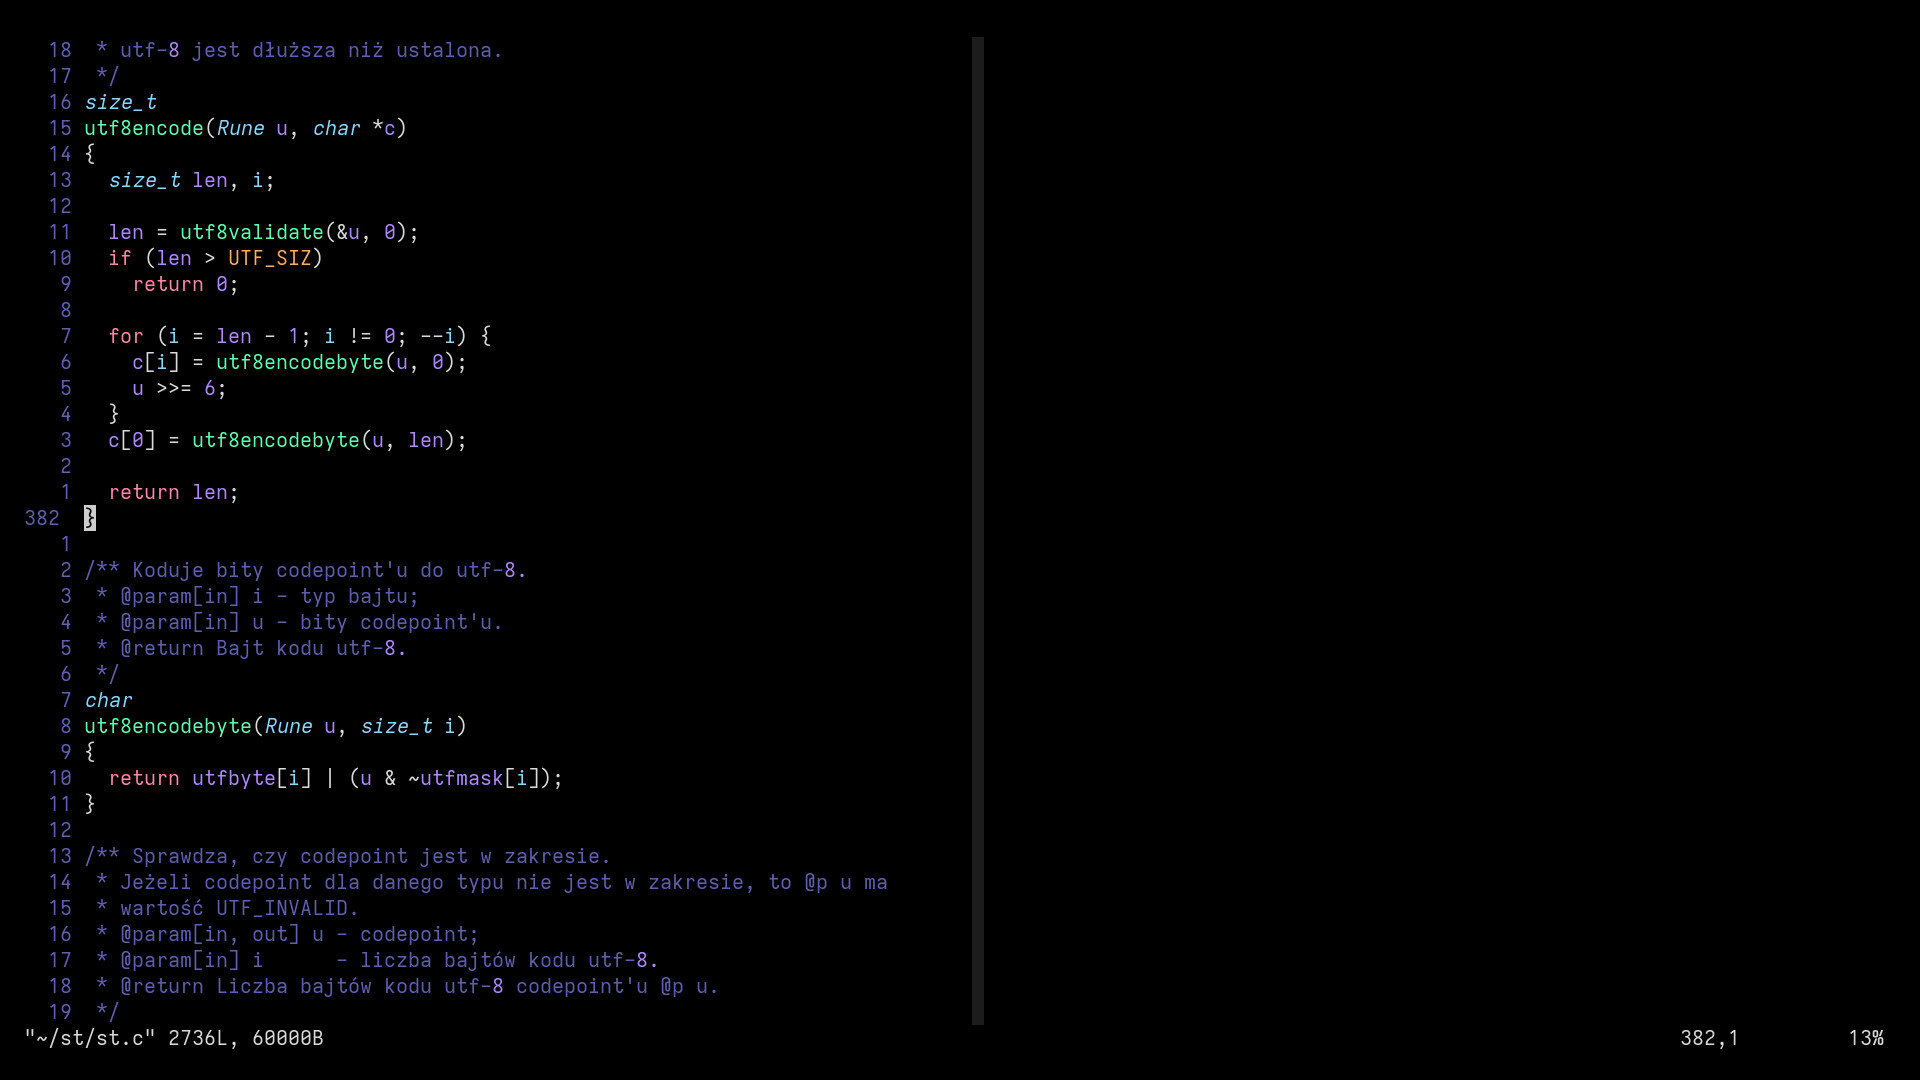 18  * utf-8 jest dłuższa niż ustalona.
17  */
16 size_t
15 utf8encode(Rune u, char *c)
14 {
13   size_t len, i;
12
11   len = utf8validate(&u, 0);
10   if (len > UTF_SIZ)
9     return 0;
8
7   for (i = len - 1; i != 0; --i) {
6     c[i] = utf8encodebyte(u, 0);
5     u >>= 6;
4   }
3   c[0] = utf8encodebyte(u, len);
2
1   return len;
382  }
1
2 /** Koduje bity codepoint'u do utf-8.
3  * @param[in] i - typ bajtu;
4  * @param[in] u - bity codepoint'u.
5  * @return Bajt kodu utf-8.
6  */
7 char
8 utf8encodebyte(Rune u, size_t i)
9 {
10   return utfbyte[i] | (u & ~utfmask[i]);
11 }
12
13 /** Sprawdza, czy codepoint jest w zakresie.
14  * Jeżeli codepoint dla danego typu nie jest w zakresie, to @p u ma
15  * wartość UTF_INVALID.
16  * @param[in, out] u - codepoint;
17  * @param[in] i      - liczba bajtów kodu utf-8.
18  * @return Liczba bajtów kodu utf-8 codepoint'u @p u.
19  */
"~/st/st.c" 2736L, 60000B 382,1 13%